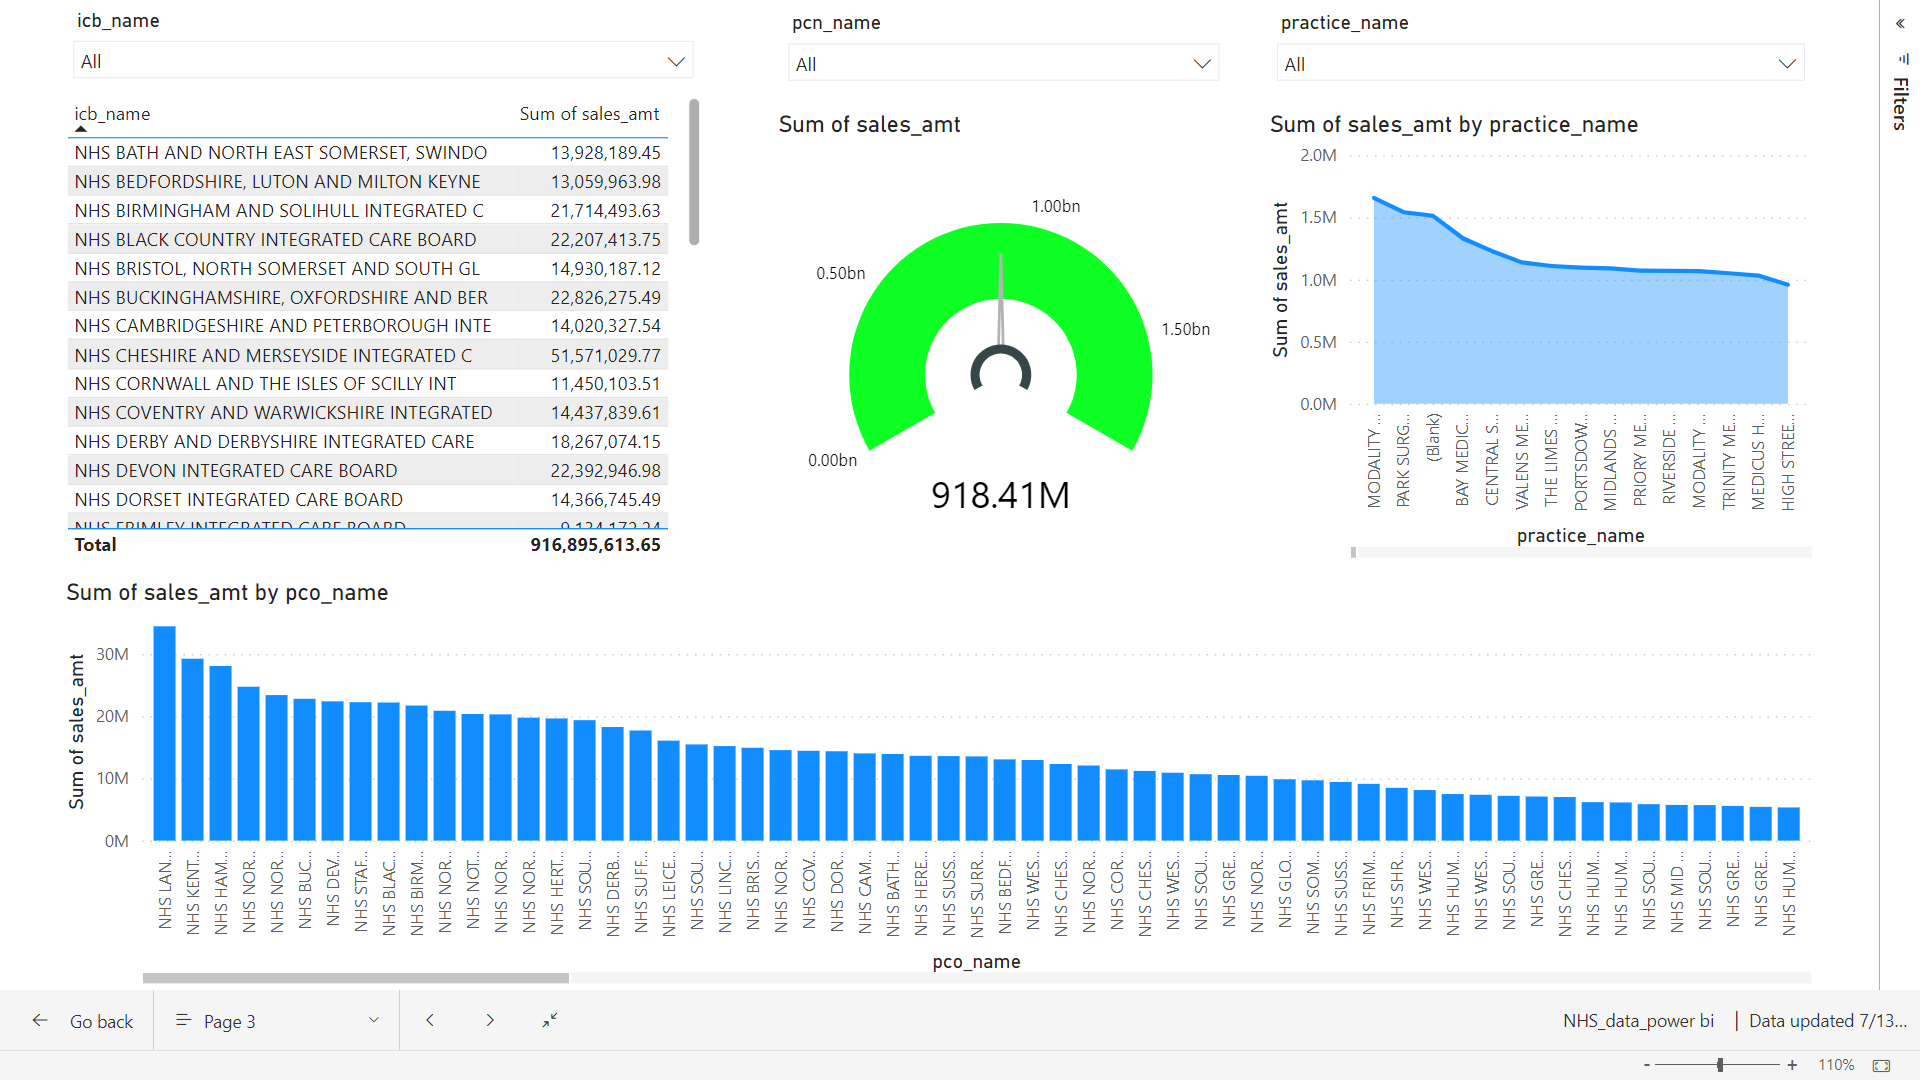 icb_name
All
pcn_name
All
practice_name
All
Filters
icb_name Sum of sales_amt
NHS BATH AND NORTH EAST SOMERSET, SWINDO 13,928,189.45
NHS BEDFORDSHIRE, LUTON AND MILTON KEYNE 13,059,963.98
NHS BIRMINGHAM AND SOLIHULL INTEGRATED C 21,714,493.63
NHS BLACK COUNTRY INTEGRATED CARE BOARD 22,207,413.75
NHS BRISTOL, NORTH SOMERSET AND SOUTH GL 14,930,187.12
NHS BUCKINGHAMSHIRE, OXFORDSHIRE AND BER 22,826,275.49
NHS CAMBRIDGESHIRE AND PETERBOROUGH INTE 14,020,327.54
NHS CHESHIRE AND MERSEYSIDE INTEGRATED C 51,571,029.77
NHS CORNWALL AND THE ISLES OF SCILLY INT 11,450,103.51
NHS COVENTRY AND WARWICKSHIRE INTEGRATED 14,437,839.61
NHS DERBY AND DERBYSHIRE INTEGRATED CARE 18,267,074.15
NHS DEVON INTEGRATED CARE BOARD 22,392,946.98
NHS DORSET INTEGRATED CARE BOARD 14,366,745.49
NHS FRIMLEY INTEGRATED CARE BOARD 9,134,172.24
Total 916,895,613.65
Sum of sales_amt
0.00bn
0.50bn
1.00bn
1.50bn
918.41M
Sum of sales_amt by practice_name
Sum of sales_amt
2.0M
1.5M
1.0M
0.5M
0.0M
MODALITY ...
PARK SURG...
(Blank)
BAY MEDIC...
CENTRAL S...
VALENS ME...
THE LIMES ...
PORTSDOW...
MIDLANDS ...
PRIORY ME...
RIVERSIDE ...
MODALITY ...
TRINITY ME...
MEDICUS H...
HIGH STREE...
practice_name
Sum of sales_amt by pco_name
Sum of sales_amt
30M
20M
10M
0M
NHS LAN...
NHS KENT...
NHS HAM...
NHS NOR...
NHS NOR...
NHS BUC...
NHS DEV...
NHS STAF...
NHS BLAC...
NHS BIRM...
NHS NOR...
NHS NOT...
NHS NOR...
NHS NOR...
NHS HERT...
NHS SOU...
NHS DERB...
NHS SUFF...
NHS LEICE...
NHS SOU...
NHS LINC...
NHS BRIS...
NHS NOR...
NHS COV...
NHS DOR...
NHS CAM...
NHS BATH...
NHS HERE...
NHS SUSS...
NHS SURR...
NHS BEDF...
NHS WES...
NHS CHES...
NHS NOR...
NHS COR...
NHS CHES...
NHS WES...
NHS SOU...
NHS GRE...
NHS NOR...
NHS GLO...
NHS SOM...
NHS SUSS...
NHS FRIM...
NHS SHR...
NHS WES...
NHS HUM...
NHS WES...
NHS SOU...
NHS GRE...
NHS CHES...
NHS HUM...
NHS HUM...
NHS SOU...
NHS MID ...
NHS SOU...
NHS GRE...
NHS GRE...
NHS HUM...
pco_name
Go back
Page 3
NHS_data_power bi | Data updated 7/13...
- + 110%